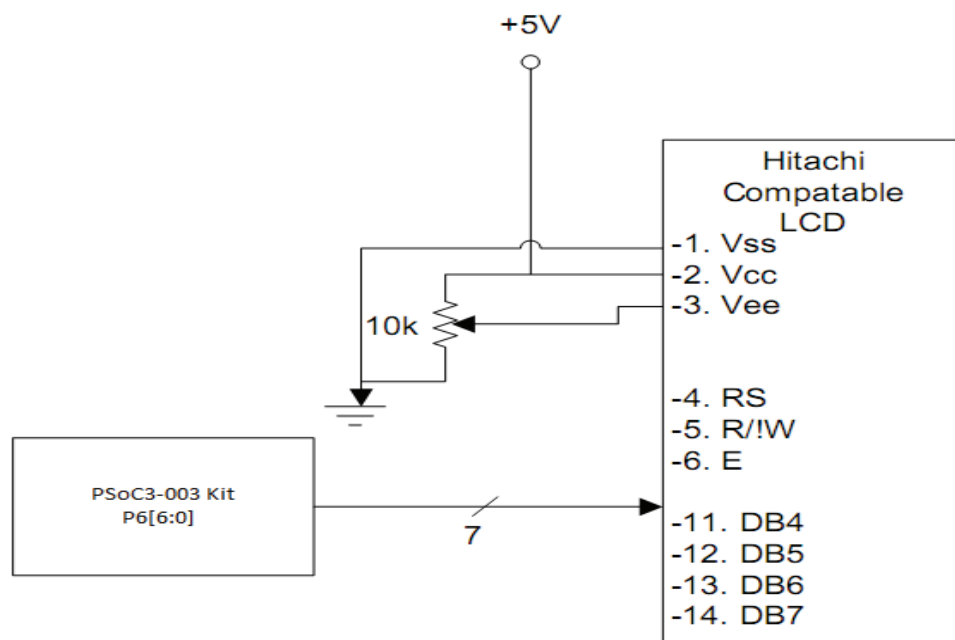 +5V
Hitachi
Compatable
LCD
-1. Vss
-2. Vcc
-3. Vee
10k
-4. RS
-5. R/!W
-6. E
PSoC3-003 Kit
P6[6:0]
7
-11. DB4
-12. DB5
-13. DB6
-14. DB7